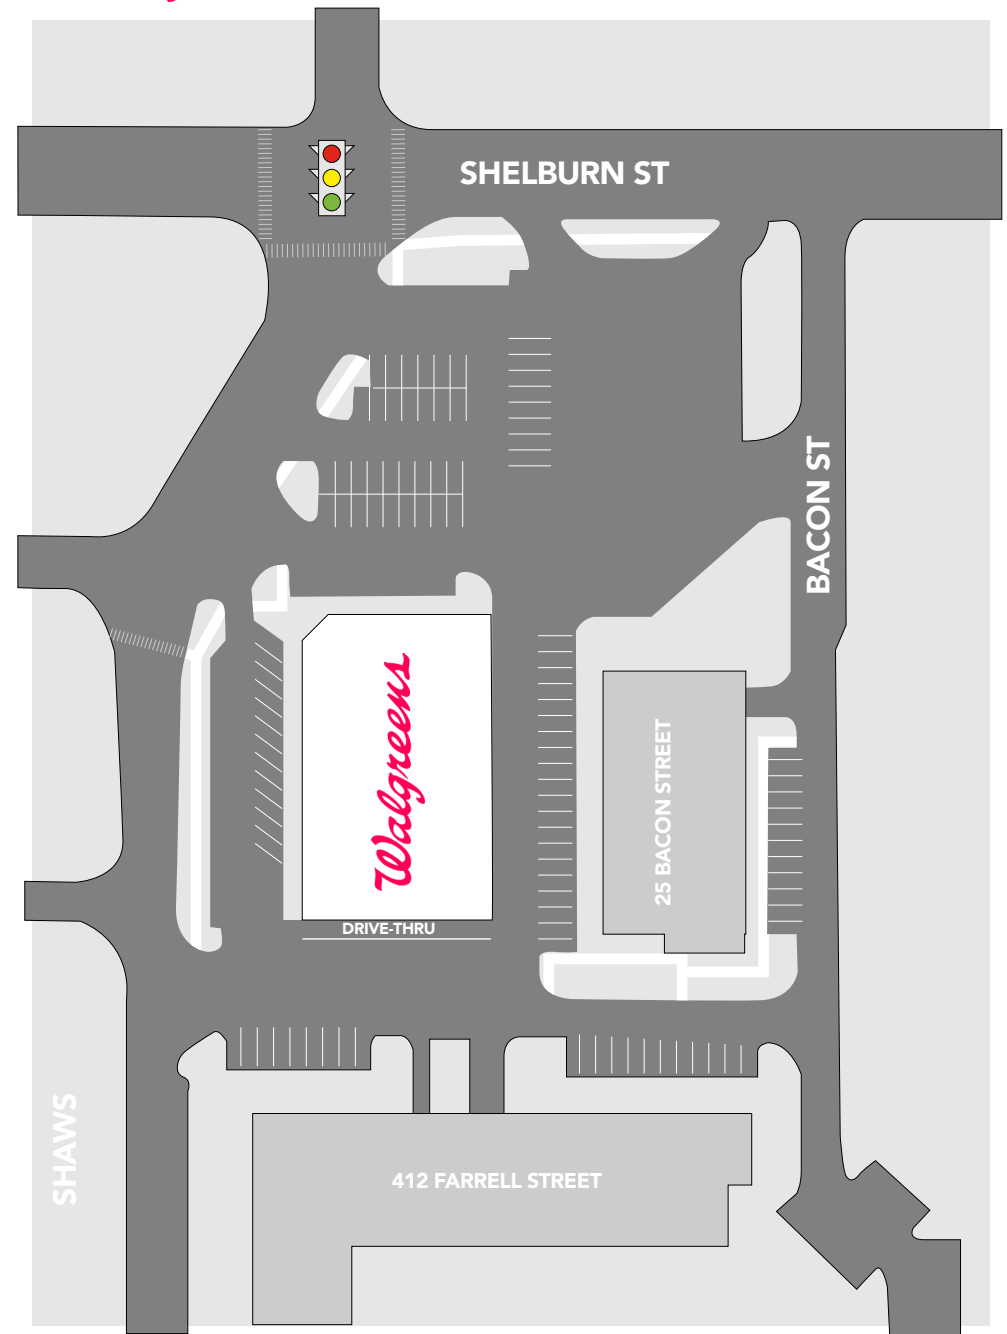 SHELBURN ST
BACON ST
Walgreens
25 BACON STREET
DRIVE-THRU
SHAWS
412 FARRELL STREET